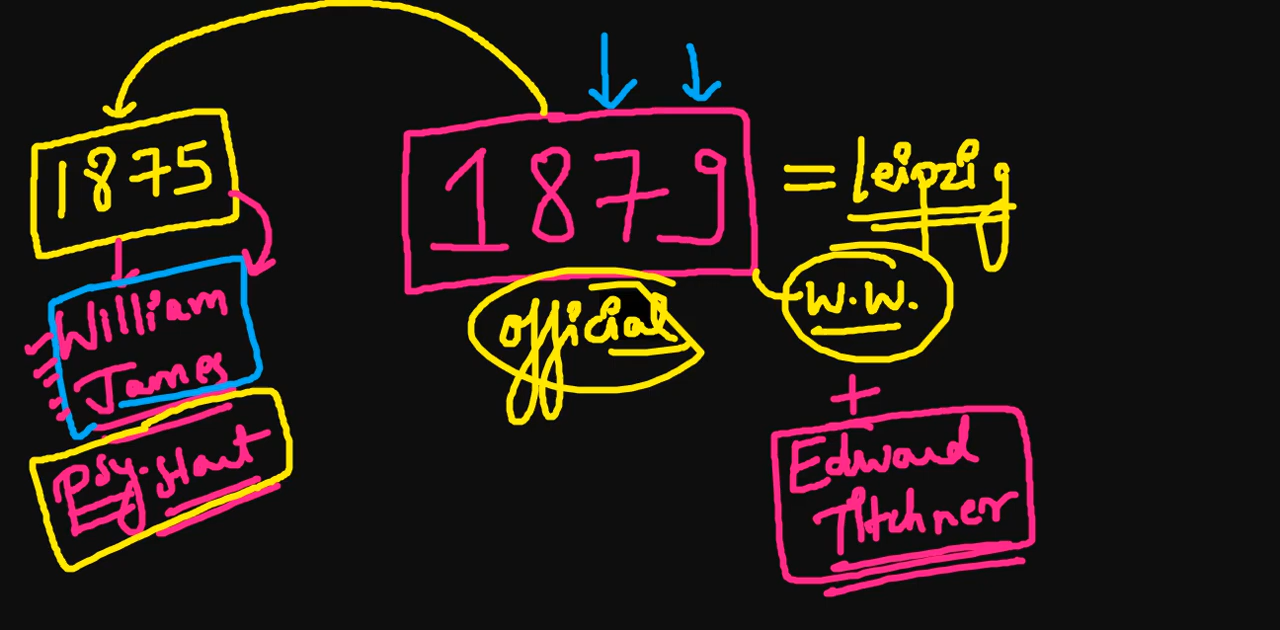 1875
William
James
Psy. start
1879
official
= Leipzig
W.W.
+
Edward
Titchner